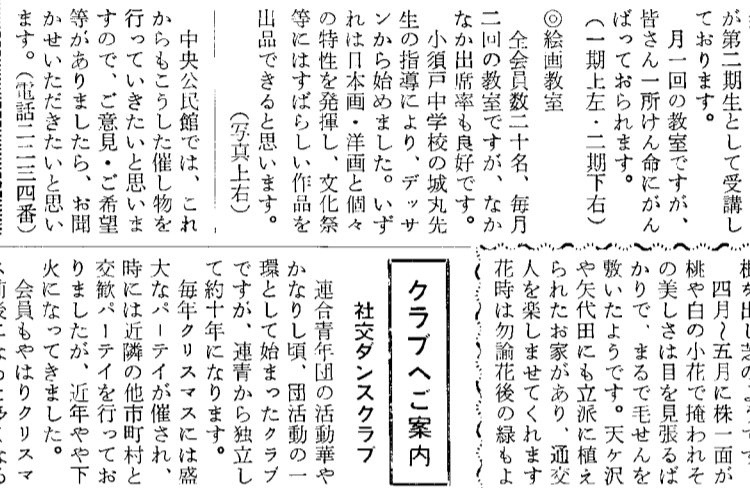 が第二期生として受講し
ております。
月一回の教室ですが、
皆さん一所けん命にがん
ばっておられます。
（一期上左・二期下右）
◎絵画教室
全会員数二十名、毎月
二回の教室ですが、なか
なか出席率も良好です。
小須戸中学校の城丸先
生の指導により、デッサ
ンから始めました。いず
れは日本画・洋画と個々
の特性を発揮し、文化祭
等にはすばらしい作品を
出品できると思います。
（写真上右）
中央公民館では、これ
からもこうした催し物を
行っていきたいと思いま
すので、ご意見・ご希望
等がありましたら、お聞
かせいただきたいと思い
ます。（電話二二三四番）
四月～五月に株一面が
桃や白の小花で掩われそ
の美しさは目を見張るば
かりで、まるで毛せんを
敷いたようです。天ヶ沢
や矢代田にも立派に植え
られたお家があり、通交
人を楽しませてくれます
花時は勿論花後の緑もよ
クラブへご案内
社交ダンスクラブ
連合青年団の活動華や
かなりし頃、団活動の一
環として始まったクラブ
ですが、連青から独立し
て約十年になります。
毎年クリスマスには盛
大なパーテイが催され、
時には近隣の他市町村と
交歓パーテイを行ってお
りましたが、近年やや下
火になってきました。
会員もやはりクリスマ